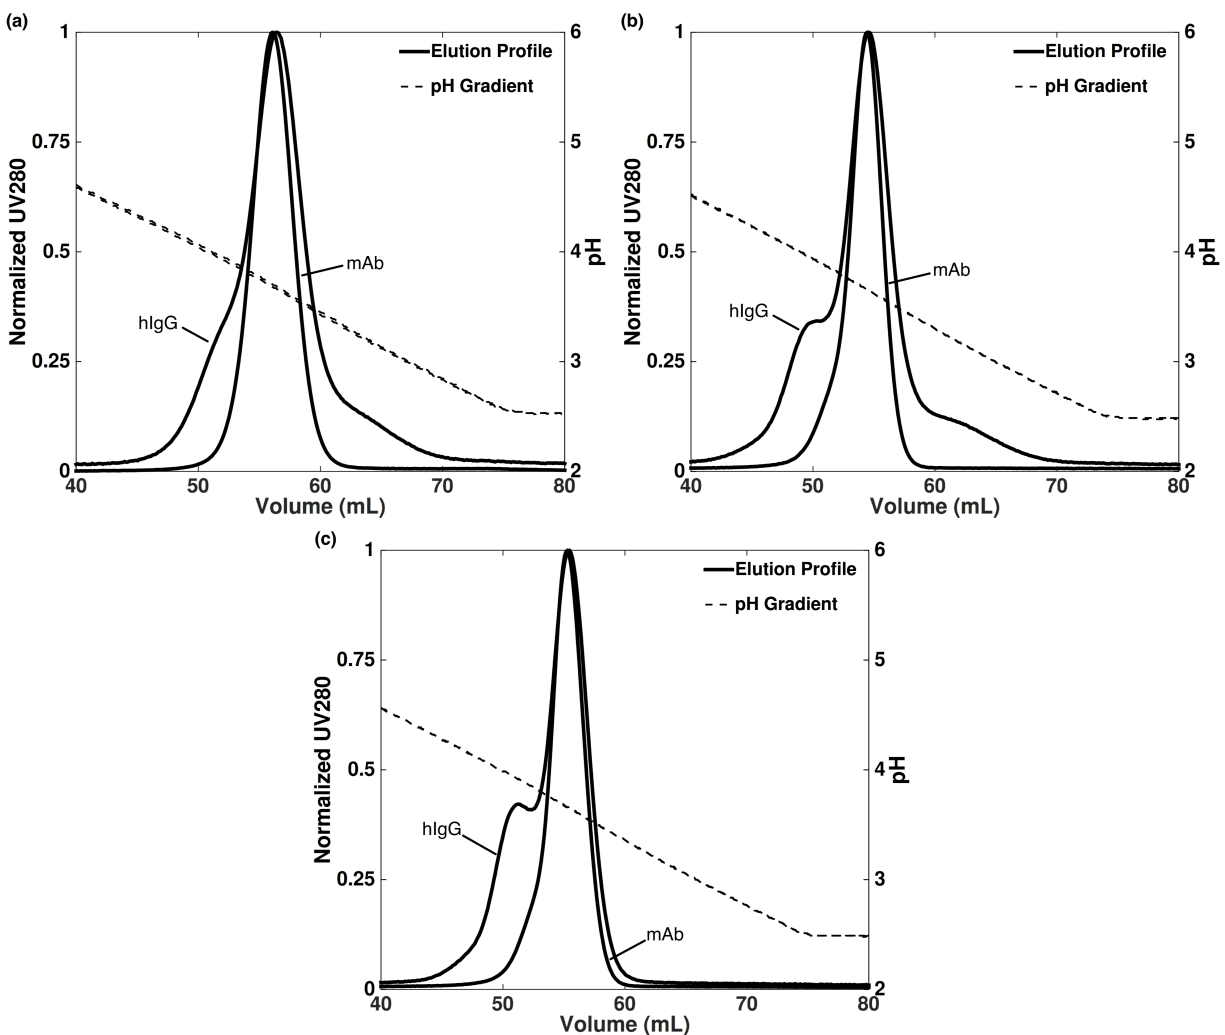 (a)
1
0.75
0.5
0.25
0
Normalized UV280
6
5
4
3
2
pH
40
50
60
70
80
Volume (mL)
Elution Profile
pH Gradient
hIgG
mAb
(b)
1
0.75
0.5
0.25
0
Normalized UV280
6
5
4
3
2
pH
40
50
60
70
80
Volume (mL)
Elution Profile
pH Gradient
hIgG
mAb
(c)
1
0.75
0.5
0.25
0
Normalized UV280
6
5
4
3
2
pH
40
50
60
70
80
Volume (mL)
Elution Profile
pH Gradient
hIgG
mAb